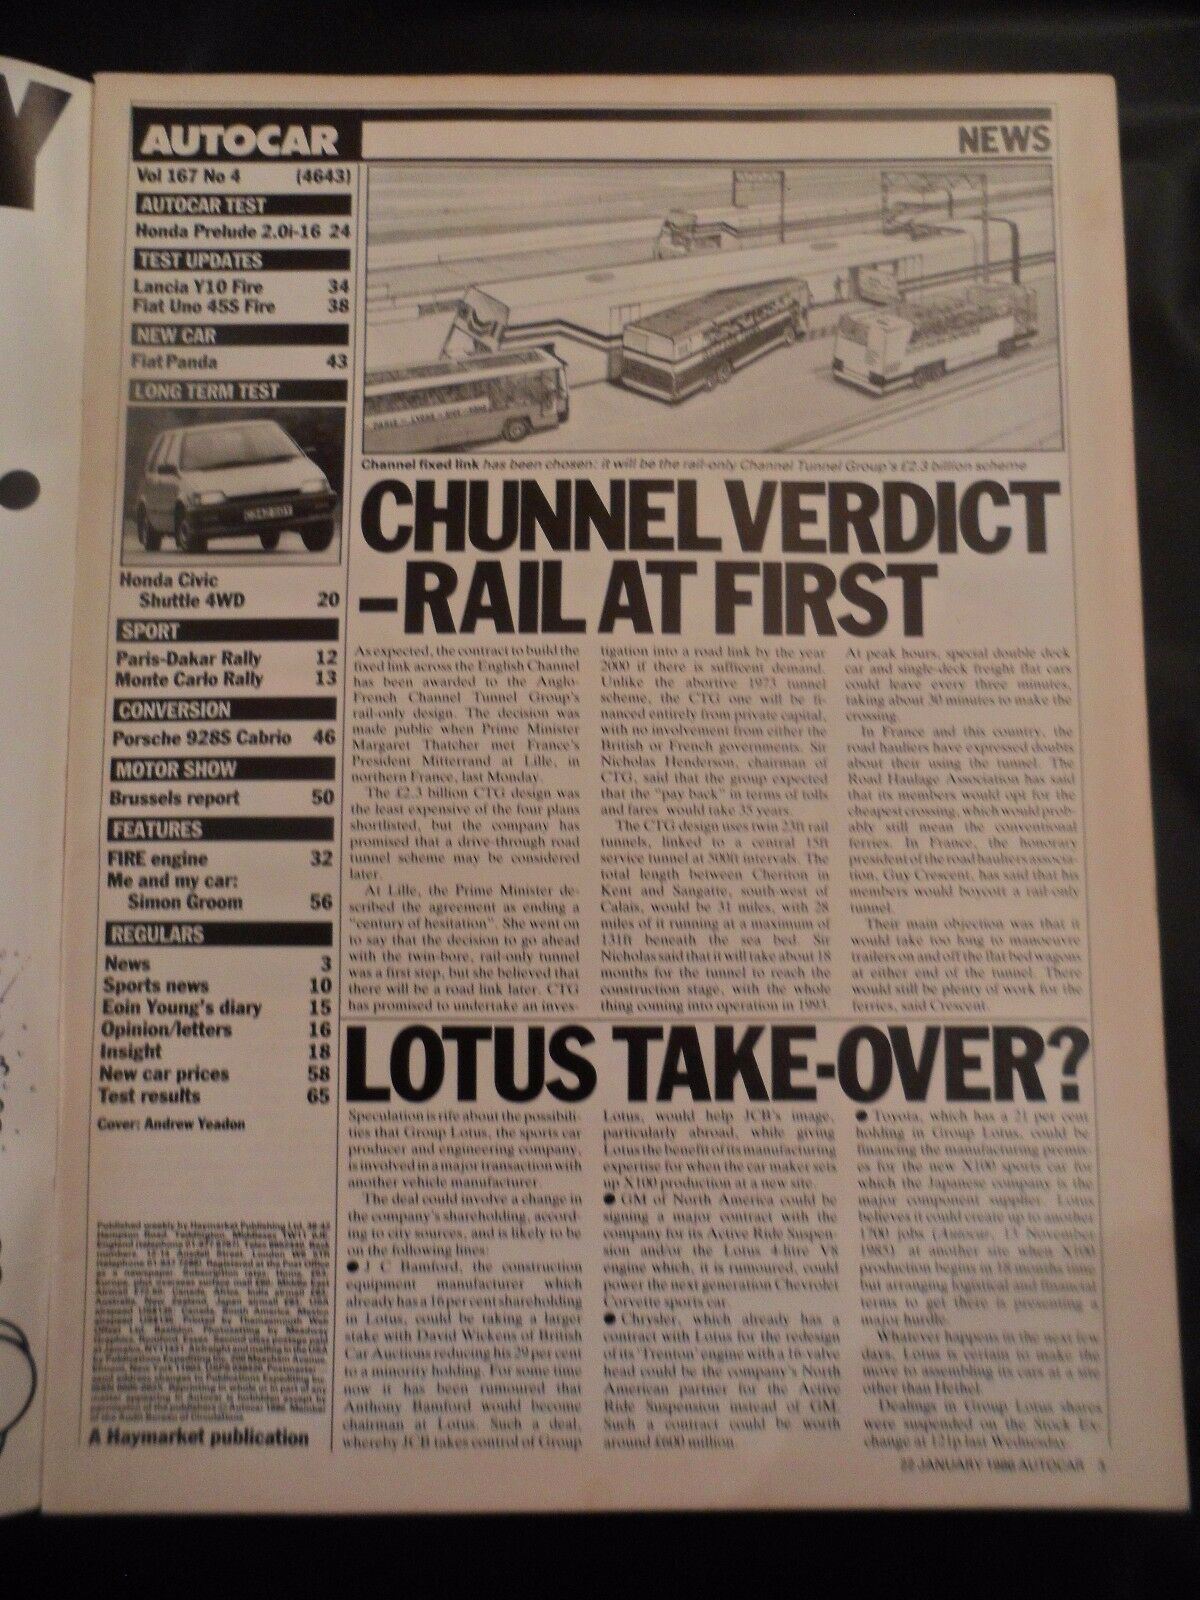 AUTOCAR
NEWS
Vol 167 No 4 (4643)
AUTOCAR TEST
Honda Prelude 2.0i-16 24
TEST UPDATES
Lancia Y10 Fire 34
Fiat Uno 45S Fire 38
NEW CAR
Fiat Panda 43
LONG TERM TEST
Honda Civic
Shuttle 4WD 20
SPORT
Paris-Dakar Rally 12
Monte Carlo Rally 13
CONVERSION
Porsche 928S Cabrio 46
MOTOR SHOW
Brussels report 50
FEATURES
FIRE engine 32
Me and my car:
Simon Groom 56
REGULARS
News 3
Sports news 10
Eoin Young's diary 15
Opinion/letters 16
Insight 18
New car prices 58
Test results 65
Cover: Andrew Yeadon
A Haymarket publication
Channel fixed link has been chosen: it will be the rail-only Channel Tunnel Group's £2.3 billion scheme
CHUNNEL VERDICT
–RAIL AT FIRST
As expected, the contract to build the
fixed link across the English Channel
has been awarded to the Anglo-
French Channel Tunnel Group's
rail-only design. The decision was
made public when Prime Minister
Margaret Thatcher met France's
President Mitterrand at Lille, in
northern France, last Monday.
The £2.3 billion CTG design was
the least expensive of the four plans
shortlisted, but the company has
promised that a drive-through road
tunnel scheme may be considered
later.
At Lille, the Prime Minister de-
scribed the agreement as ending a
"century of hesitation". She went on
to say that the decision to go ahead
with the twin-bore, rail-only tunnel
was a first step, but she believed that
there will be a road link later. CTG
has promised to undertake an inves-
tigation into a road link by the year
2000 if there is sufficent demand.
Unlike the abortive 1973 tunnel
scheme, the CTG one will be fi-
nanced entirely from private capital,
with no involvement from either the
British or French governments. Sir
Nicholas Henderson, chairman of
CTG, said that the group expected
that the "pay back" in terms of tolls
and fares would take 35 years.
The CTG design uses twin 23ft rail
tunnels, linked to a central 15ft
service tunnel at 500ft intervals. The
total length between Cheriton in
Kent and Sangatte, south-west of
Calais, would be 31 miles, with 28
miles of it running at a maximum of
131ft beneath the sea bed. Sir
Nicholas said that it will take about 18
months for the tunnel to reach the
construction stage, with the whole
thing coming into operation in 1993.
At peak hours, special double deck
car and single-deck freight flat cars
could leave every three minutes,
taking about 30 minutes to make the
crossing.
In France and this country, the
road hauliers have expressed doubts
about their using the tunnel. The
Road Haulage Association has said
that its members would opt for the
cheapest crossing, which would prob-
ably still mean the conventional
ferries. In France, the honorary
president of the road hauliers associa-
tion, Guy Crescent, has said that his
members would boycott a rail-only
tunnel.
Their main objection was that it
would take too long to manoeuvre
trailers on and off the flat bed wagons
at either end of the tunnel. There
would still be plenty of work for the
ferries, said Crescent.
LOTUS TAKE-OVER?
Speculation is rife about the possibili-
ties that Group Lotus, the sports car
producer and engineering company,
is involved in a major transaction with
another vehicle manufacturer.
The deal could involve a change in
the company's shareholding, accord-
ing to city sources, and is likely to be
on the following lines:
● J C Bamford, the construction
equipment manufacturer which
already has a 16 per cent shareholding
in Lotus, could be taking a larger
stake with David Wickens of British
Car Auctions reducing his 29 per cent
to a minority holding. For some time
now it has been rumoured that
Anthony Bamford would become
chairman at Lotus. Such a deal,
whereby JCB takes control of Group
Lotus, would help JCB's image,
particularly abroad, while giving
Lotus the benefit of its manufacturing
expertise for when the car maker sets
up X100 production at a new site.
● GM of North America could be
signing a major contract with the
company for its Active Ride Suspen-
sion and/or the Lotus 4-litre V8
engine which, it is rumoured, could
power the next generation Chevrolet
Corvette sports car.
● Chrysler, which already has a
contract with Lotus for the redesign
of its 'Trenton' engine with a 16-valve
head could be the company's North
American partner for the Active
Ride Suspension instead of GM.
Such a contract could be worth
around £600 million.
● Toyota, which has a 21 per cent
holding in Group Lotus, could be
financing the manufacturing premis-
es for the new X100 sports car for
which the Japanese company is the
major component supplier. Lotus
believes it could create up to another
1700 jobs (Autocar, 13 November
1985) at another site when X100
production begins in 18 months time
but arranging logistical and financial
terms to get there is presenting a
major hurdle.
Whatever happens in the next few
days, Lotus is certain to make the
move to assembling its cars at a site
other than Hethel.
Dealings in Group Lotus shares
were suspended on the Stock Ex-
change at 121p last Wednesday.
22 JANUARY 1986 AUTOCAR 3